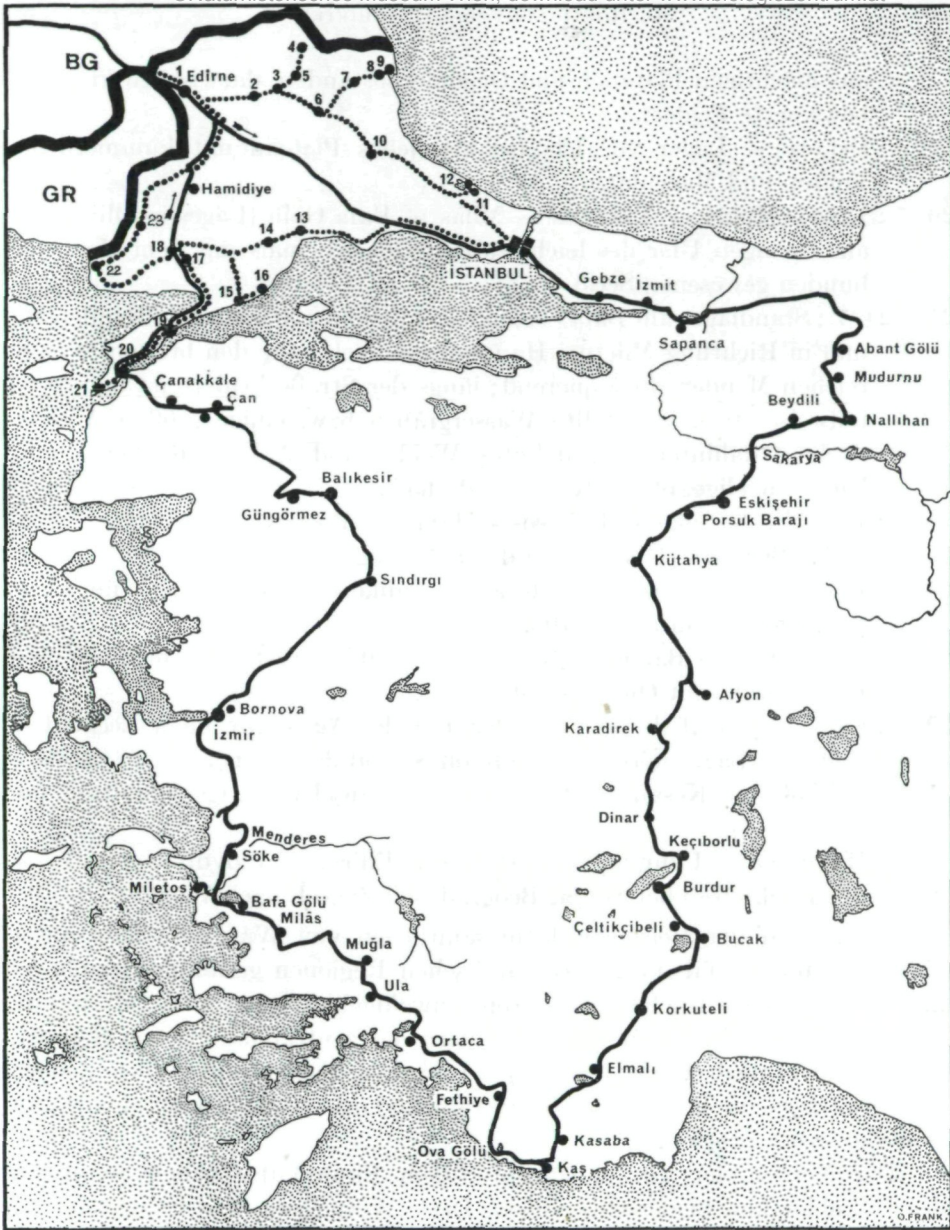 BG
GR
1
Edîrne
2
3
4
5
6
7
8
9
10
11
12
13
14
15
16
17
18
19
20
21
22
23
Hamidiye
İSTANBUL
Gebze
İzmit
Sapanca
Abant Gölü
Mudurnu
Nallıhan
Beydili
Sakarya
Eskişehir
Porsuk Barajı
Kütahya
Çanakkale
Çan
Balıkesir
Güngörmez
Sındırgı
Bornova
İzmir
Afyon
Karadirek
Dinar
Keçıborlu
Burdur
Çeltikçibeli
Bucak
Korkuteli
Elmalı
Kasaba
Kaş
Menderes
Söke
Miletos
Bafa Gölü
Milâs
Muğla
Ula
Ortaca
Fethiye
Ova Gölü
O.FRANK